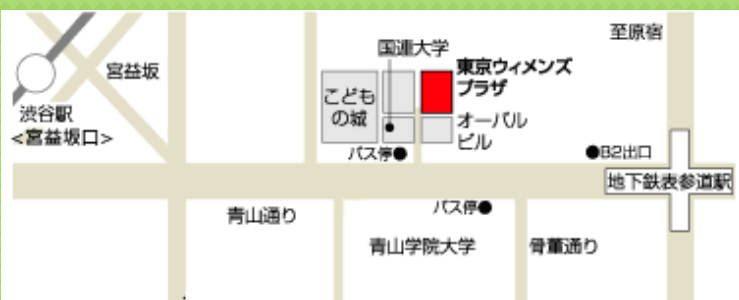 至原宿
国連大学
宮益坂
東京ウィメンズ
プラザ
こども
の城
渋谷�
<宮益坂口>
オーバル
ビル
バス停●
●B2出口
地下鉄表参道駅
青山通り
バス停●
青山学院大学
骨董通り